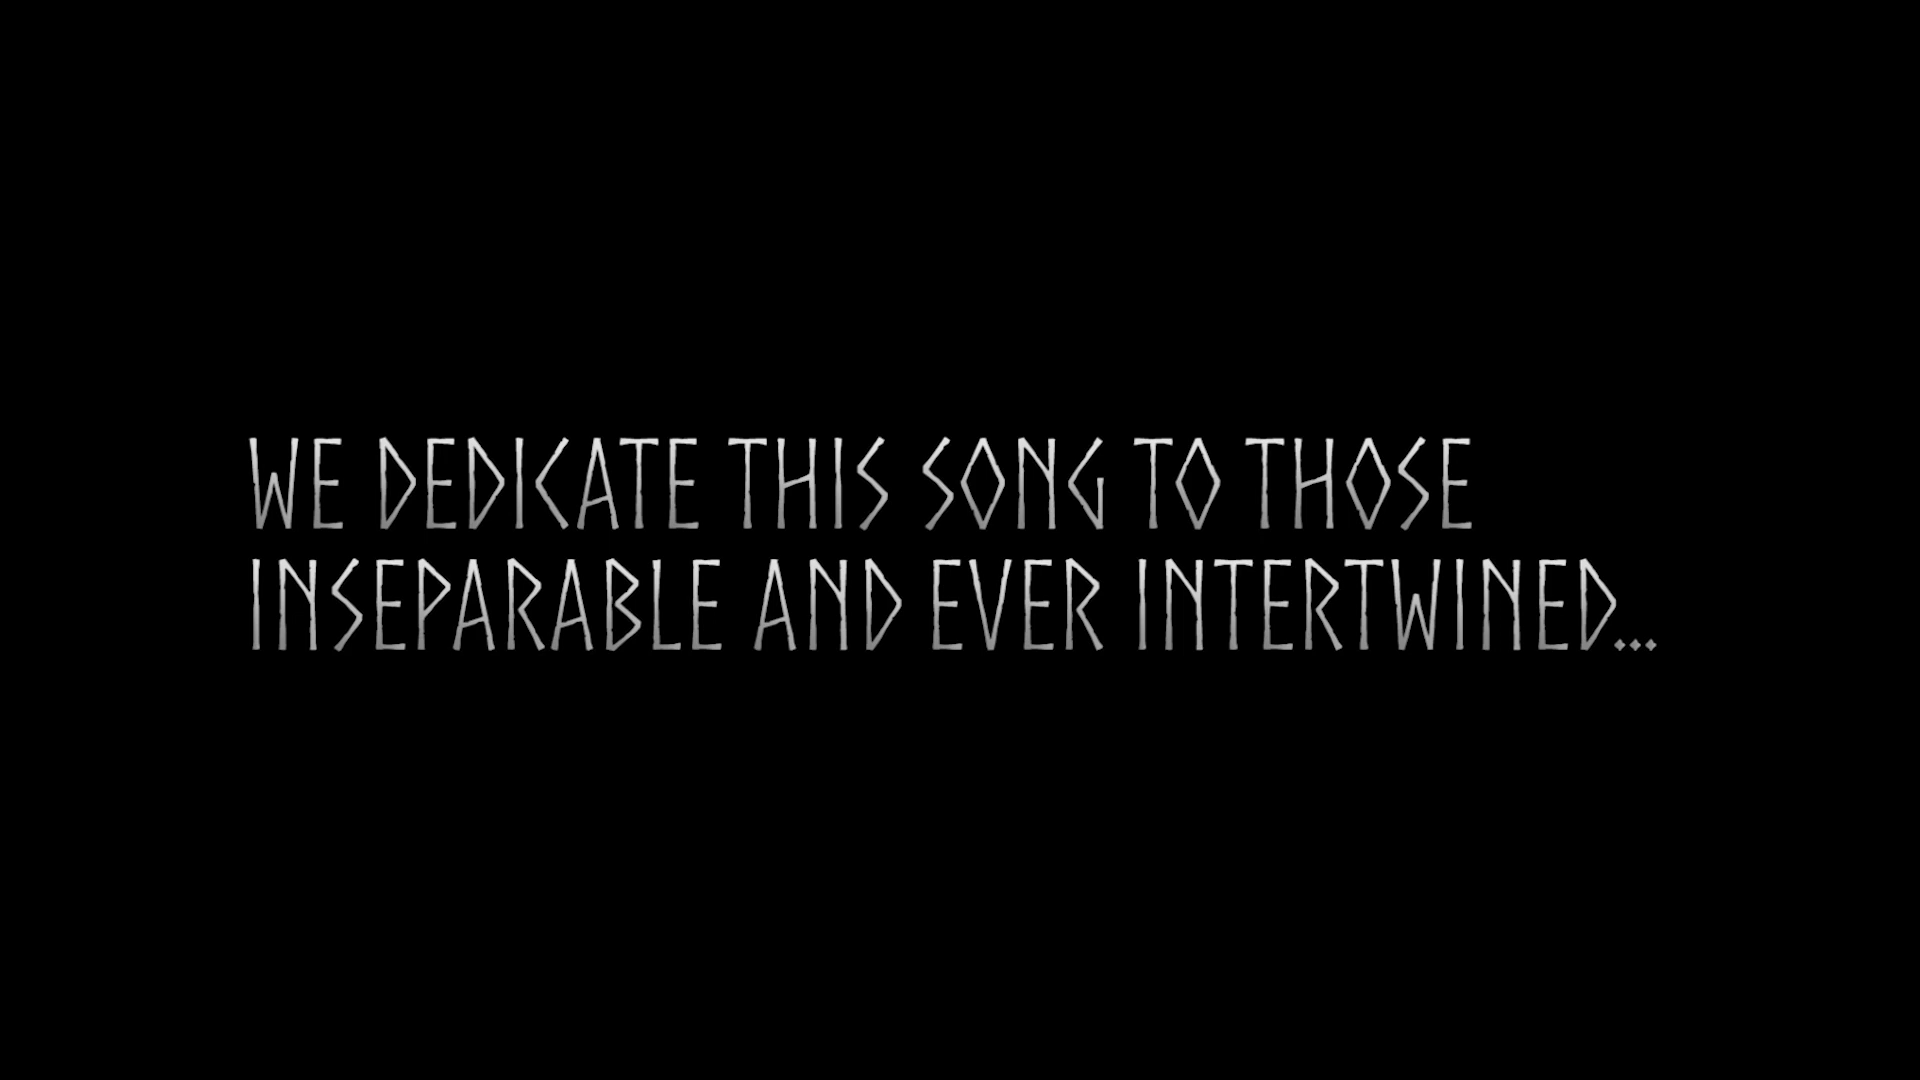 WE DEDICATE THIS SONG TO THOSE
INSEPARABLE AND EVER INTERTWINED...